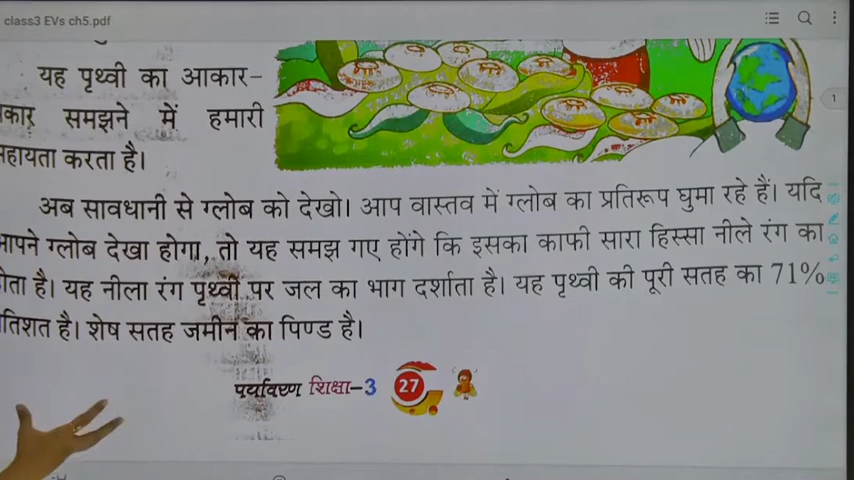 class3 EVs ch5.pdf
यह पृथ्वी का आकार-
कार समझने में हमारी
हायता करता है।
1
अब सावधानी से ग्लोब को देखो। आप वास्तव में ग्लोब का प्रतिरूप घुमा रहे हैं। यदि
आपने ग्लोब देखा होगा, तो यह समझ गए होंगे कि इसका काफी सारा हिस्सा नीले रंग का
होता है। यह नीला रंग पृथ्वी पर जल का भाग दर्शाता है। यह पृथ्वी की पूरी सतह का 71%
तिशत है। शेष सतह जमीन का पिण्ड है।
पर्यावरण शिक्षा-3 27